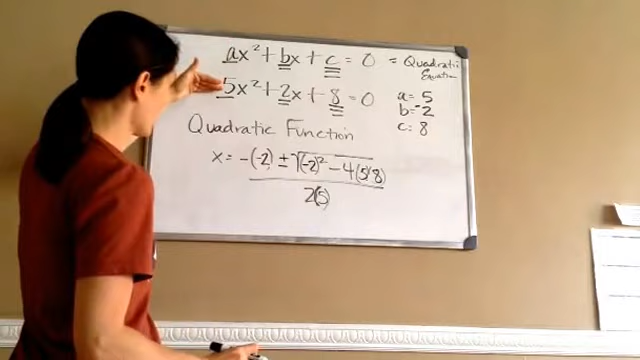 ax² + bx + c = 0 = Quadratic Equation
5x² + 2x + 8 = 0
a = 5
b = -2
c = 8
Quadratic Function
x = -(-2) ± √(-2)² - 4(5)(8)
2(5)